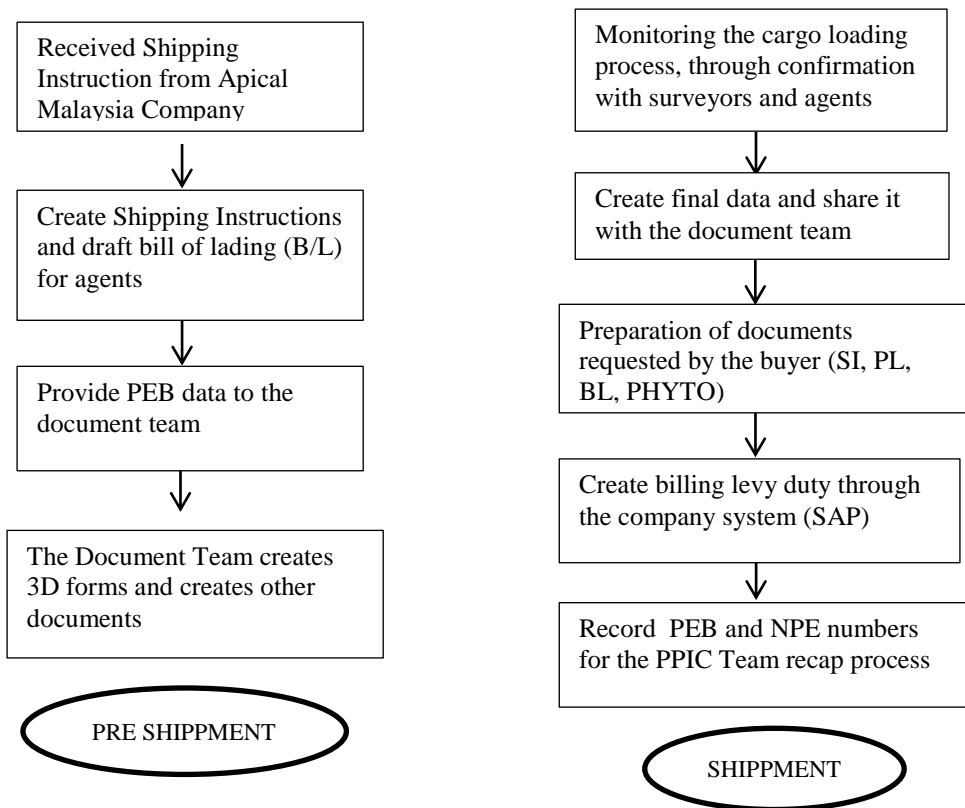 Received Shipping
Instruction from Apical
Malaysia Company
Create Shipping Instructions
and draft bill of lading (B/L)
for agents
Provide PEB data to the
document team
The Document Team creates
3D forms and creates other
documents
PRE SHIPPMENT
Monitoring the cargo loading
process, through confirmation
with surveyors and agents
Create final data and share it
with the document team
Preparation of documents
requested by the buyer (SI, PL,
BL, PHYTO)
Create billing levy duty through
the company system (SAP)
Record PEB and NPE numbers
for the PPIC Team recap process
SHIPPMENT